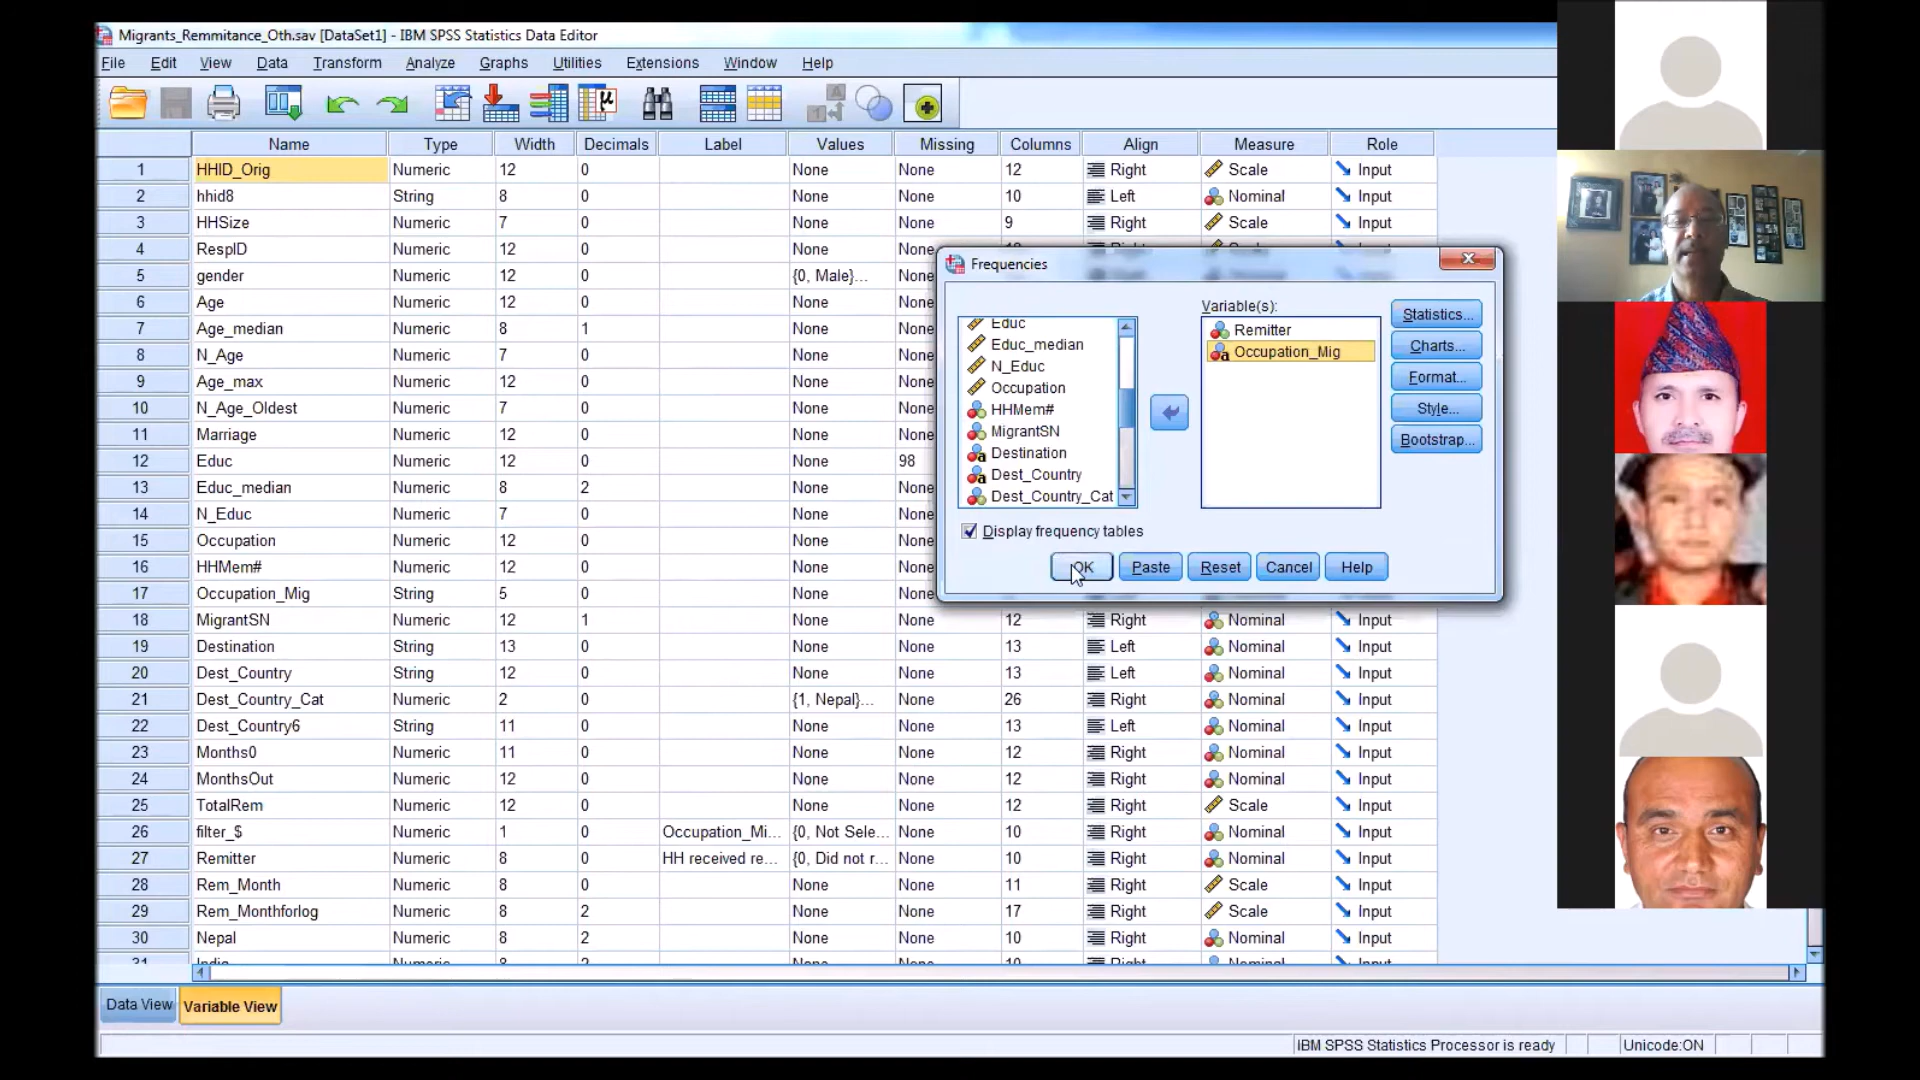 Migrants_Remmitance_Oth.sav [DataSet1] - IBM SPSS Statistics Data Editor
File Edit View Data Transform Analyze Graphs Utilities Extensions Window Help
Name Type Width Decimals Label Values Missing Columns Align Measure Role
1 HHID_Orig Numeric 12 0 None None 12 Right Scale Input
2 hhid8 String 8 0 None None 10 Left Nominal Input
3 HHSize Numeric 7 0 None None 9 Right Scale Input
4 RespID Numeric 12 0 None None
5 gender Numeric 12 0 {0, Male}... None
6 Age Numeric 12 0 None None
7 Age_median Numeric 8 1 None None
8 N_Age Numeric 7 0 None None
9 Age_max Numeric 12 0 None None
10 N_Age_Oldest Numeric 7 0 None None
11 Marriage Numeric 12 0 None None
12 Educ Numeric 12 0 None 98
13 Educ_median Numeric 8 2 None None
14 N_Educ Numeric 7 0 None None
15 Occupation Numeric 12 0 None None
16 HHMem# Numeric 12 0 None None
17 Occupation_Mig String 5 0 None None
18 MigrantSN Numeric 12 1 None None 12 Right Nominal Input
19 Destination String 13 0 None None 13 Left Nominal Input
20 Dest_Country String 12 0 None None 13 Left Nominal Input
21 Dest_Country_Cat Numeric 2 0 {1, Nepal}... None 26 Right Nominal Input
22 Dest_Country6 String 11 0 None None 13 Left Nominal Input
23 Months0 Numeric 11 0 None None 12 Right Nominal Input
24 MonthsOut Numeric 12 0 None None 12 Right Nominal Input
25 TotalRem Numeric 12 0 None None 12 Right Scale Input
26 filter_$ Numeric 1 0 Occupation_Mi... {0, Not Sele... None 10 Right Nominal Input
27 Remitter Numeric 8 0 HH received re... {0, Did not r... None 10 Right Nominal Input
28 Rem_Month Numeric 8 0 None None 11 Right Scale Input
29 Rem_Monthforlog Numeric 8 2 None None 17 Right Scale Input
30 Nepal Numeric 8 2 None None 10 Right Nominal Input
31 India Numeric 8 2 None None 10 Right Nominal Input
Frequencies
Variable(s):
Educ
Educ_median
N_Educ
Occupation
HHMem#
MigrantSN
Destination
Dest_Country
Dest_Country_Cat
Remitter
Occupation_Mig
Statistics...
Charts...
Format...
Style...
Bootstrap...
Display frequency tables
OK Paste Reset Cancel Help
Data View Variable View
IBM SPSS Statistics Processor is ready Unicode:ON